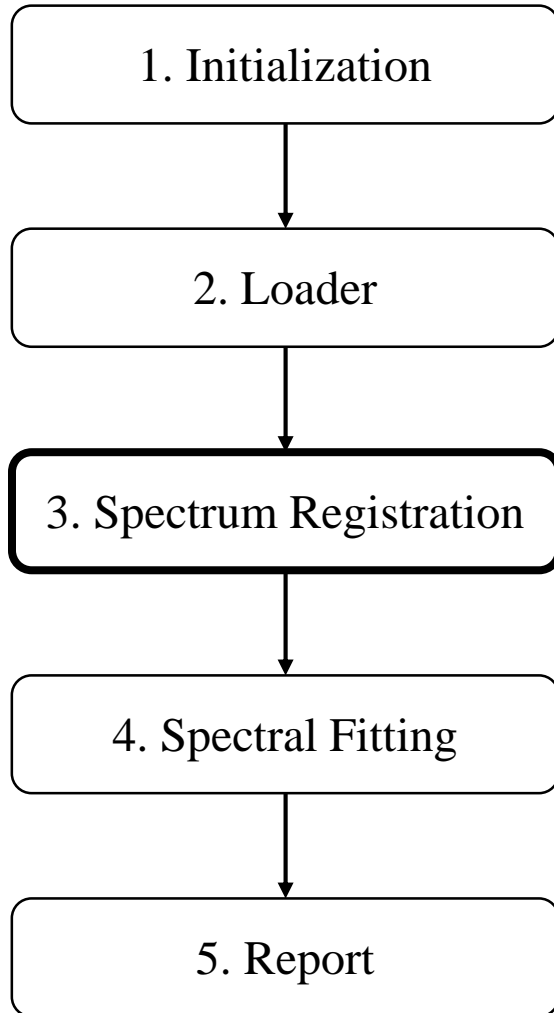 1. Initialization
2. Loader
3. Spectrum Registration
4. Spectral Fitting
5. Report